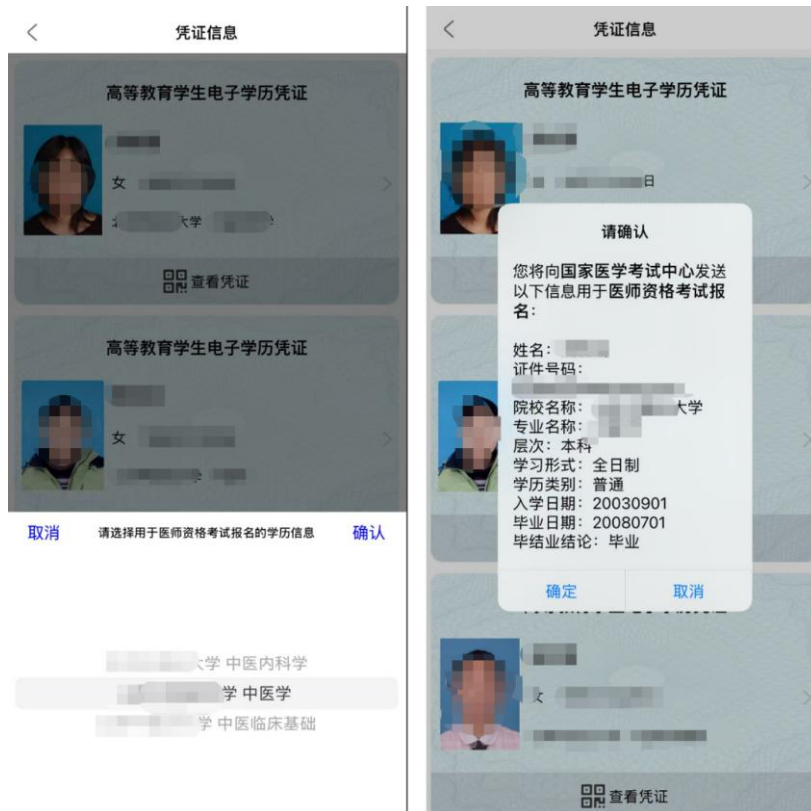 凭证信息
高等教育学生电子学历凭证
女
大学
查看凭证
高等教育学生电子学历凭证
女
取消 请选择用于医师资格考试报名的学历信息 确认
大学 中医内科学
学 中医学
学 中医临床基础
凭证信息
高等教育学生电子学历凭证
日
请确认
您将向国家医学考试中心发送
以下信息用于医师资格考试报
名：
姓名：
证件号码：
院校名称： 大学
专业名称：
层次：本科
学习形式：全日制
学历类别：普通
入学日期：20030901
毕业日期：20080701
毕结业结论：毕业
确定 取消
女
查看凭证